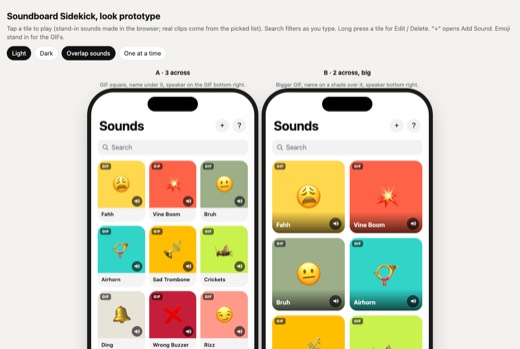 Soundboard Sidekick, look prototype
Tap a tile to play (stand-in sounds made in the browser; real clips come from the picked list). Search filters as you type. Long press a tile for Edit / Delete. "+" opens Add Sound. Emoji
stand in for the GIFs.
Light
Dark
Overlap sounds
One at a time
A · 3 across
GIF square, name under it, speaker on the GIF bottom right.
Sounds
+
?
Search
GIF
GIF
GIF
Fahh
Vine Boom
Bruh
GIF
GIF
GIF
Airhorn
Sad Trombone
Crickets
GIF
GIF
GIF
Ding
Wrong Buzzer
Rizz
B · 2 across, big
Bigger GIF, name on a shade over it, speaker bottom right.
Sounds
+
?
Search
GIF
GIF
Fahh
Vine Boom
GIF
GIF
Bruh
Airhorn
GIF
GIF